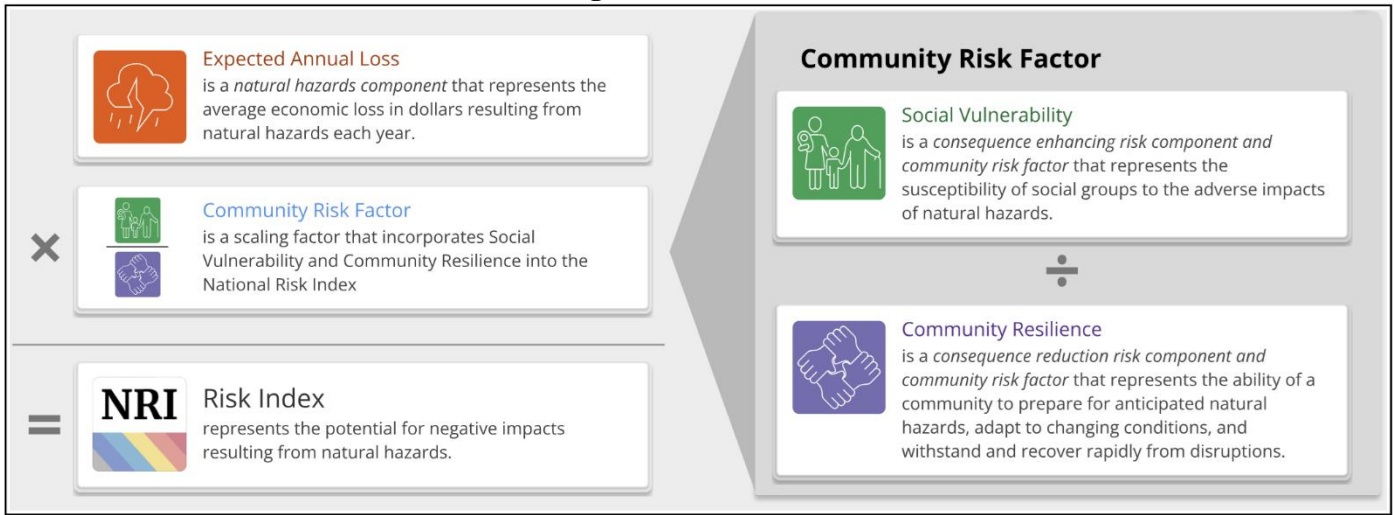 Expected Annual Loss
is a natural hazards component that represents the
average economic loss in dollars resulting from
natural hazards each year.
×
Community Risk Factor
is a scaling factor that incorporates Social
Vulnerability and Community Resilience into the
National Risk Index
=
NRI
Risk Index
represents the potential for negative impacts
resulting from natural hazards.
Community Risk Factor
Social Vulnerability
is a consequence enhancing risk component and
community risk factor that represents the
susceptibility of social groups to the adverse impacts
of natural hazards.
÷
Community Resilience
is a consequence reduction risk component and
community risk factor that represents the ability of a
community to prepare for anticipated natural
hazards, adapt to changing conditions, and
withstand and recover rapidly from disruptions.